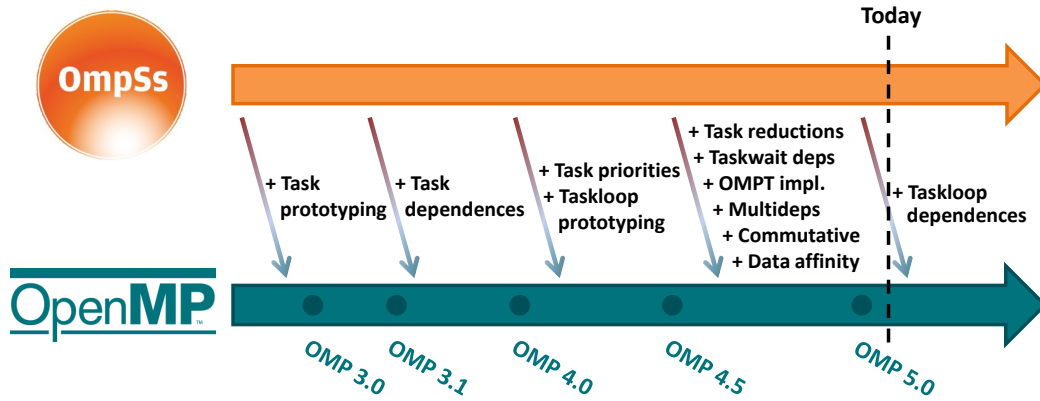 Today
OmpSs
+ Task
prototyping
+ Task
dependences
+ Task priorities
+ Taskloop
prototyping
+ Task reductions
+ Taskwait deps
+ OMPT impl.
+ Multideps
+ Commutative
+ Data affinity
+ Taskloop
dependences
OpenMP™
OMP 3.0
OMP 3.1
OMP 4.0
OMP 4.5
OMP 5.0